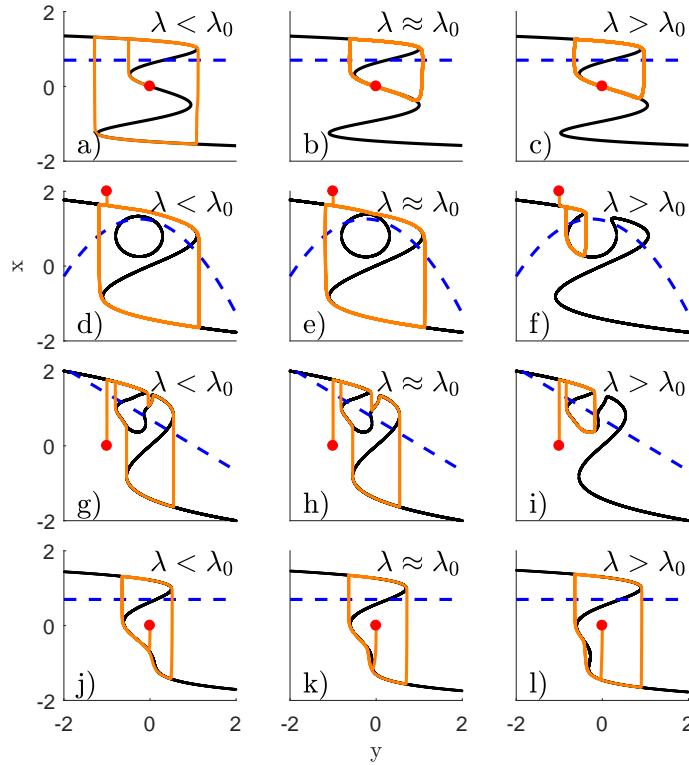 2 λ < λ₀ λ ≈ λ₀ λ > λ₀
0
-2 a) b) c)
2 λ < λ₀ λ ≈ λ₀ λ > λ₀
0
-2 d) e) f)
x
2 λ < λ₀ λ ≈ λ₀ λ > λ₀
0
-2 g) h) i)
2 λ < λ₀ λ ≈ λ₀ λ > λ₀
0
-2 j) k) l)
-2 0 2 -2 0 2 -2 0 2
y